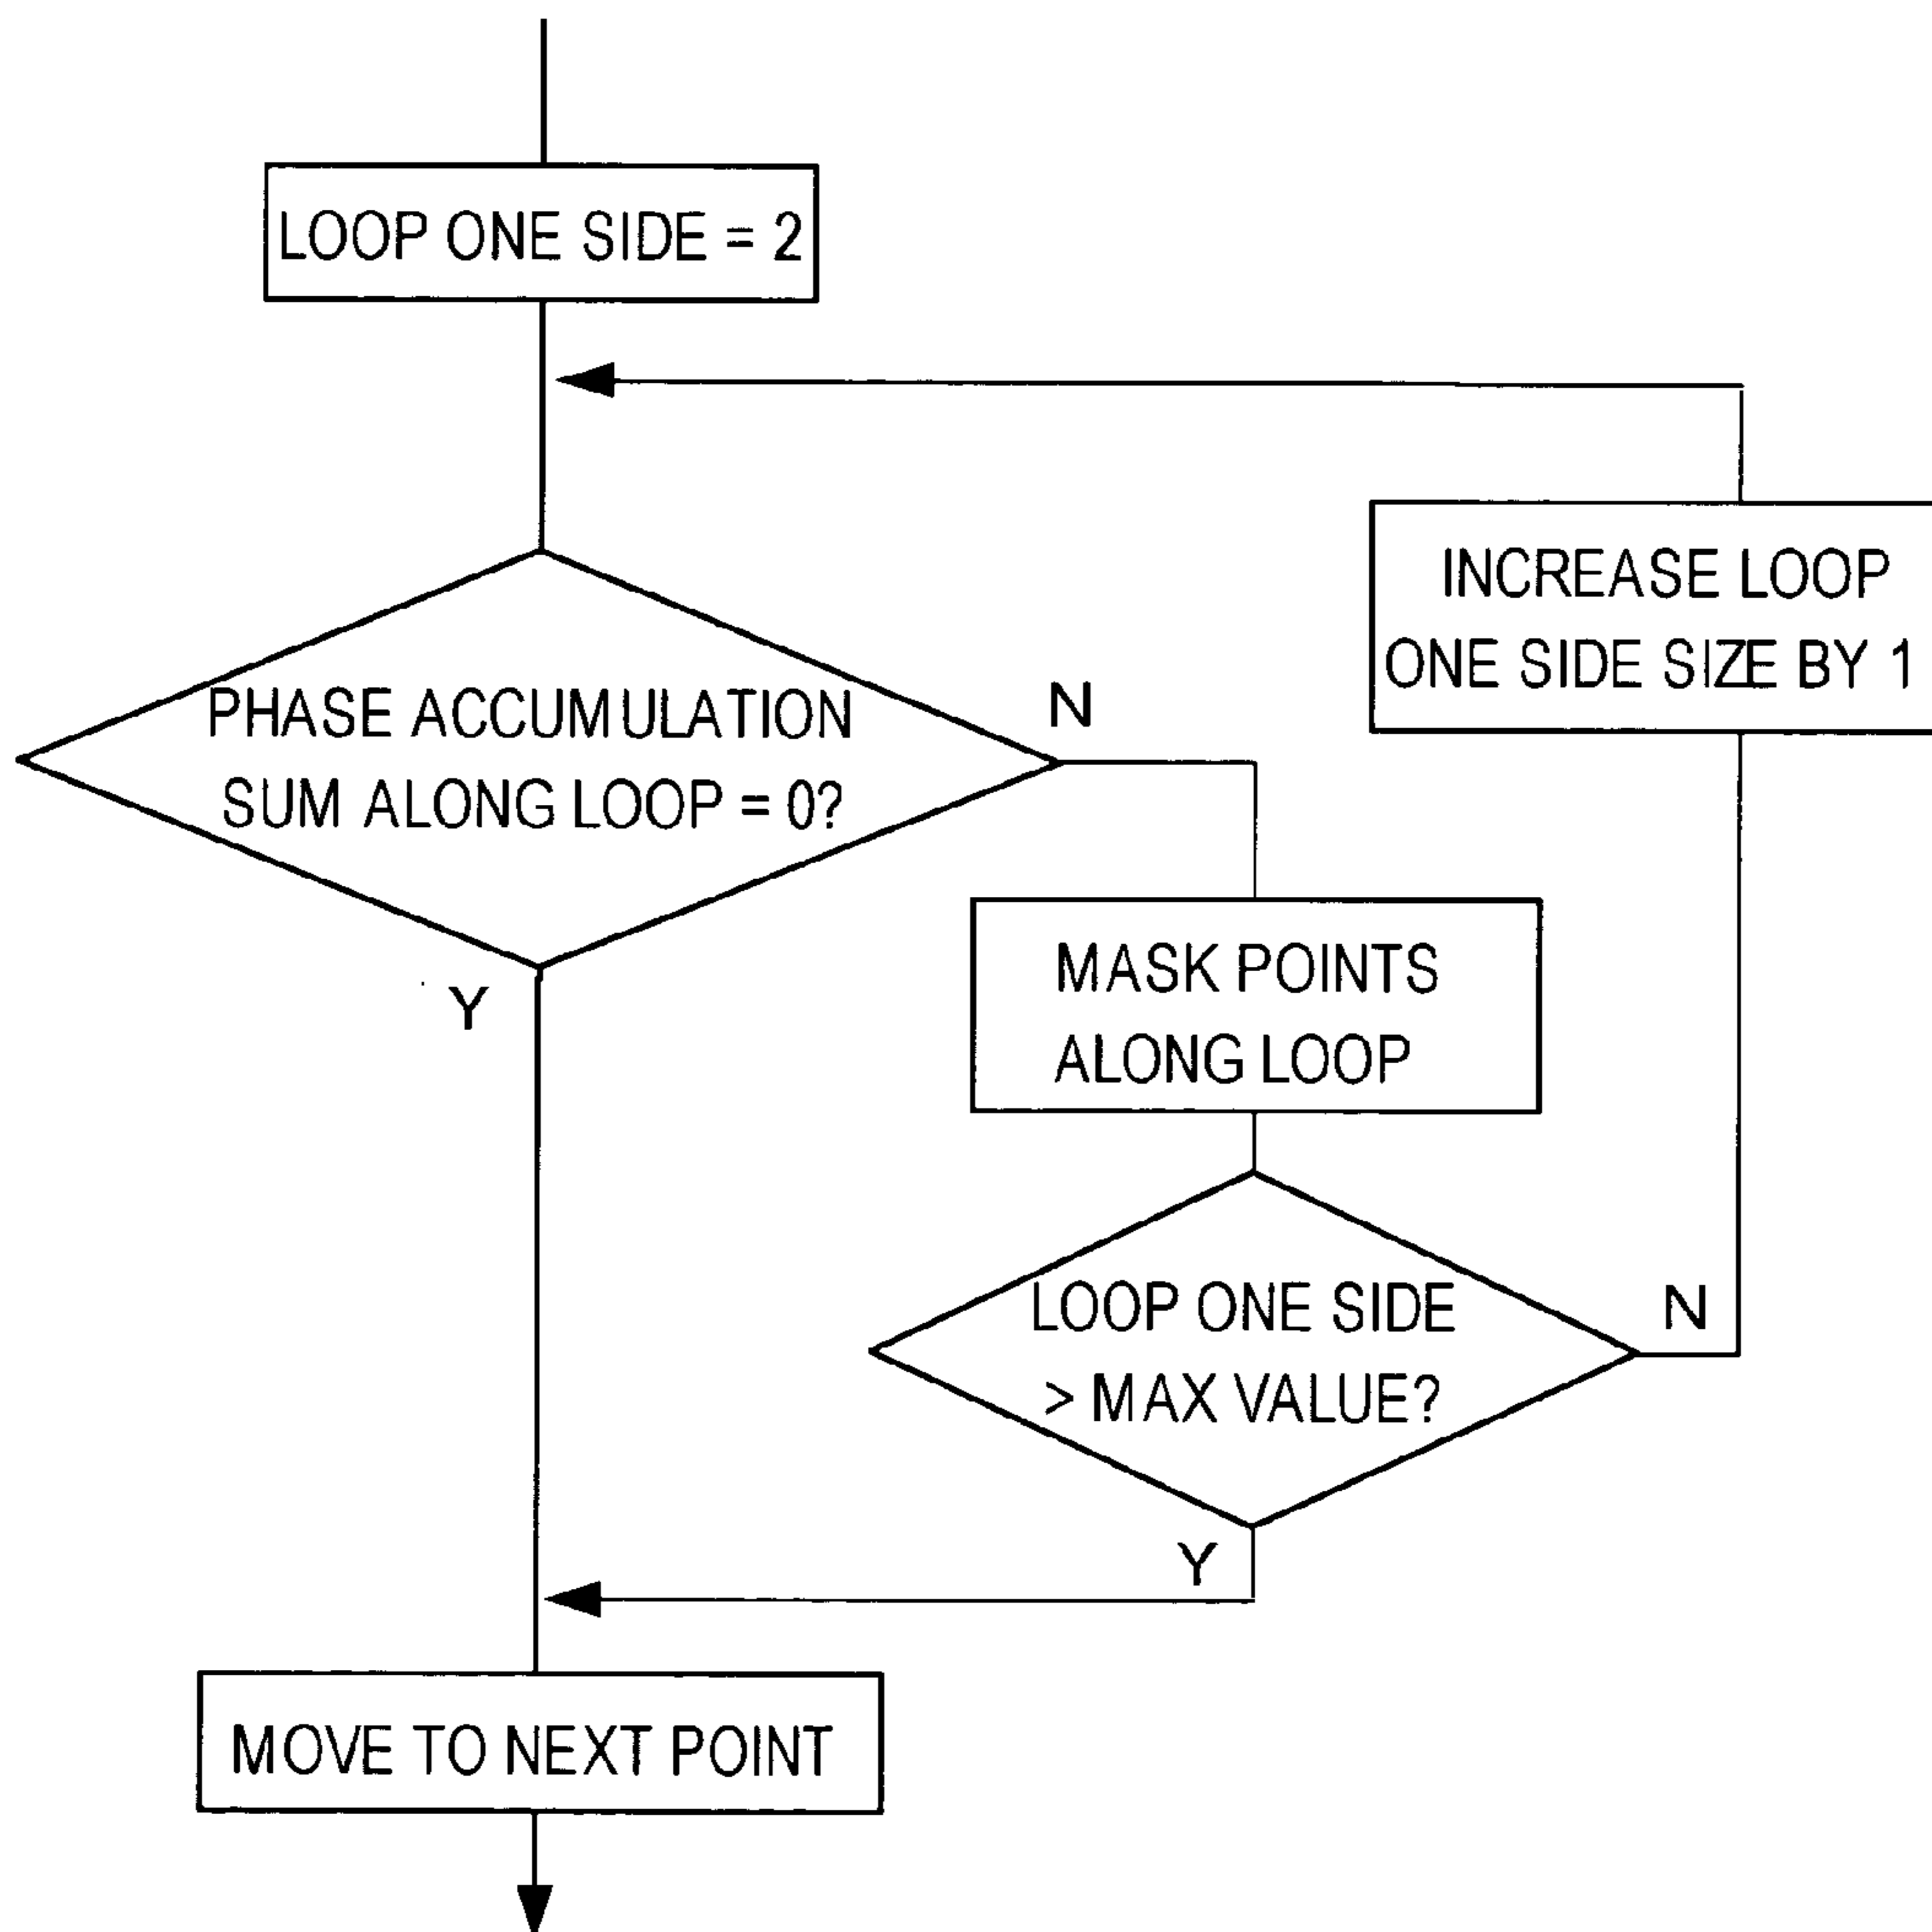 LOOP ONE SIDE = 2
INCREASE LOOP
ONE SIDE SIZE BY 1
PHASE ACCUMULATION
SUM ALONG LOOP = 0?
N
Y
MASK POINTS
ALONG LOOP
LOOP ONE SIDE
> MAX VALUE?
N
Y
MOVE TO NEXT POINT